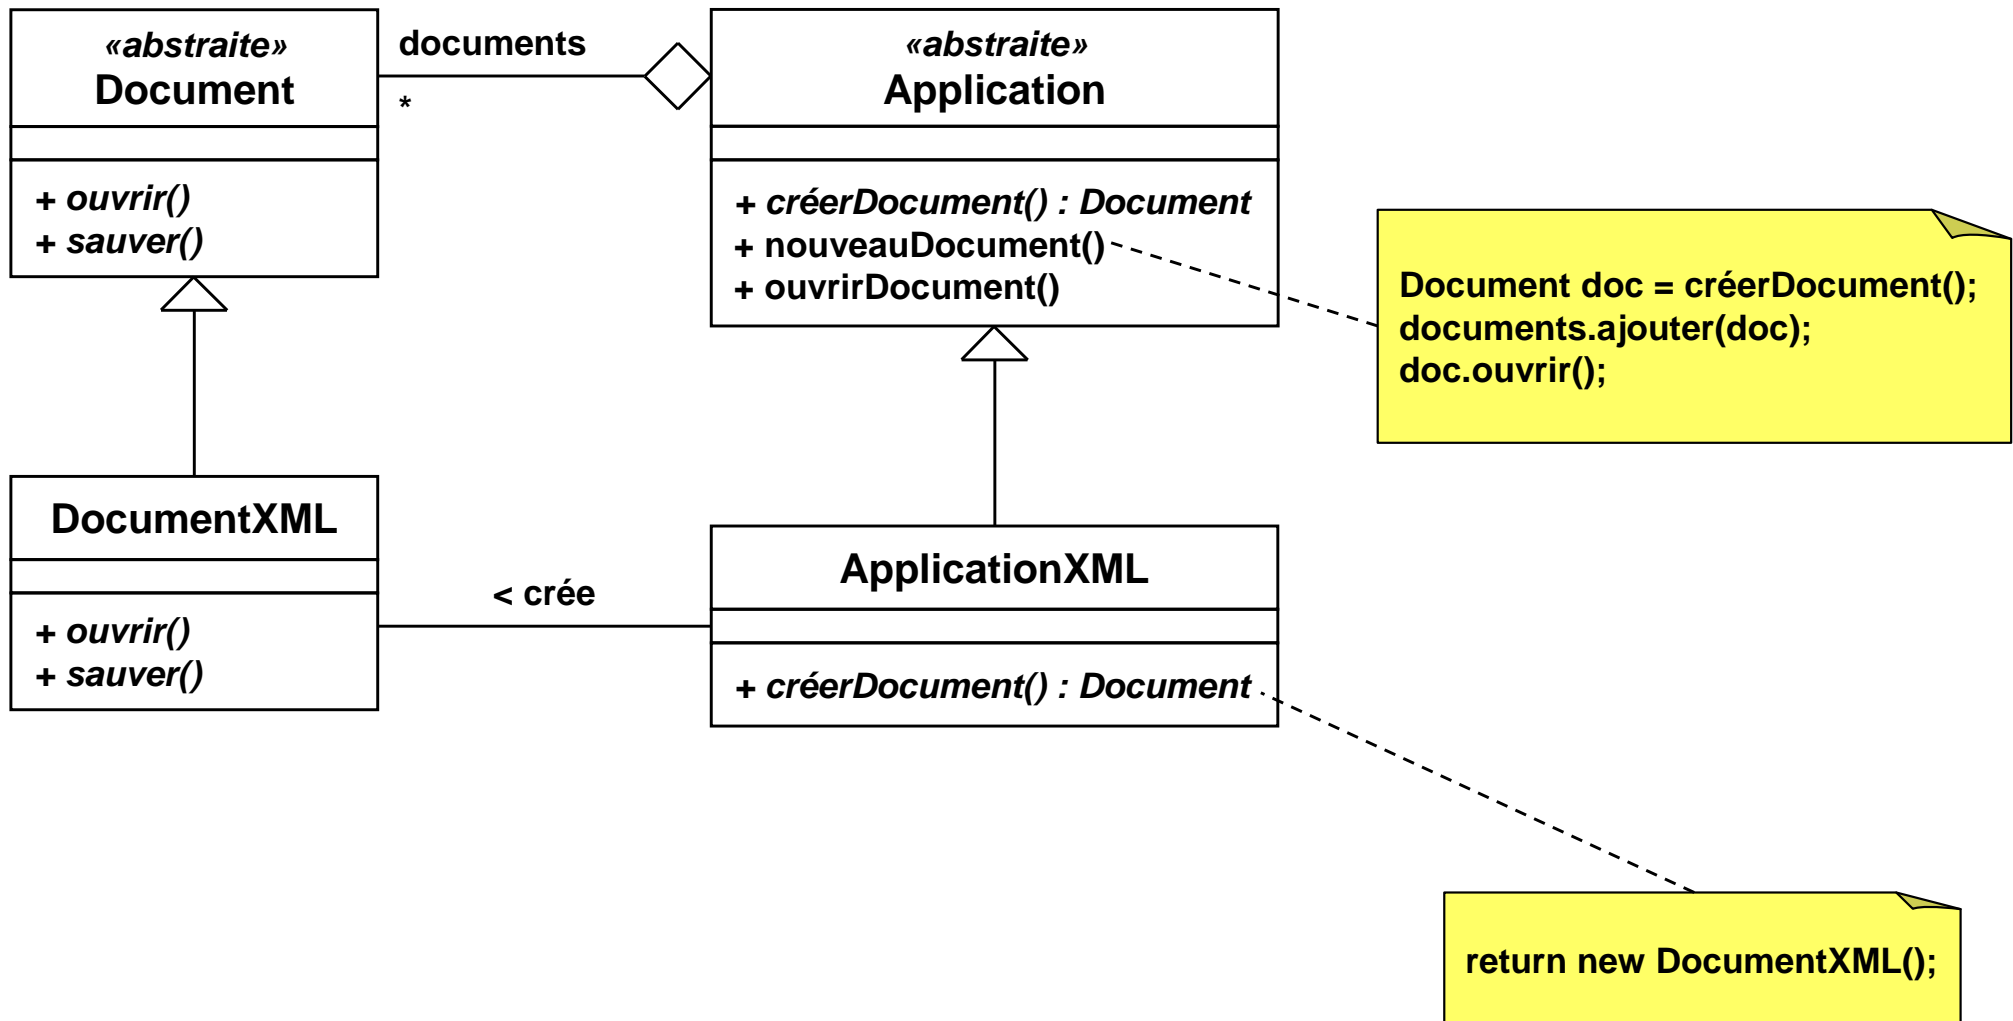 «abstraite»
Document
+ ouvrir()
+ sauver()
documents
*
«abstraite»
Application
+ créerDocument() : Document
+ nouveauDocument()
+ ouvrirDocument()
Document doc = créerDocument();
documents.ajouter(doc);
doc.ouvrir();
DocumentXML
+ ouvrir()
+ sauver()
< crée
ApplicationXML
+ créerDocument() : Document
return new DocumentXML();